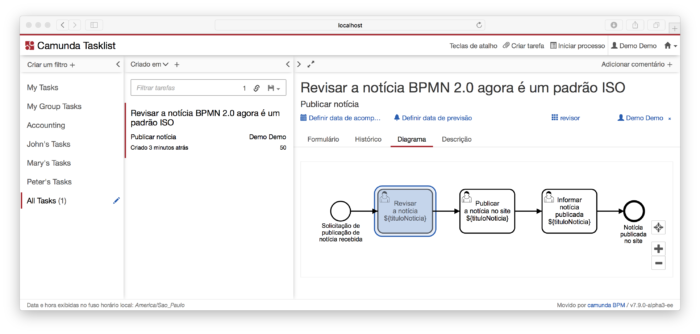 localhost
Camunda Tasklist
Teclas de atalho Criar tarefa Iniciar processo Demo Demo
Criar um filtro +
Criado em +
Adicionar comentário +
My Tasks
My Group Tasks
Accounting
John's Tasks
Mary's Tasks
Peter's Tasks
All Tasks (1)
Filtrar tarefas 1
Revisar a notícia BPMN 2.0 agora é um
padrão ISO
Publicar notícia Demo Demo
Criado 3 minutos atrás 50
Revisar a notícia BPMN 2.0 agora é um padrão ISO
Publicar notícia
Definir data de acomp... Definir data de previsão revisor Demo Demo
Formulário Histórico Diagrama Descrição
Solicitação de
publicação de
notícia recebida
Revisar
a notícia
${tituloNoticia}
Publicar
a notícia no site
${tituloNoticia}
Informar
notícia
publicada
${tituloNoticia}
Notícia
publicada
no site
Data e hora exibidas no fuso horário local: America/Sao_Paulo
Movido por camunda BPM / v7.9.0-alpha3-ee